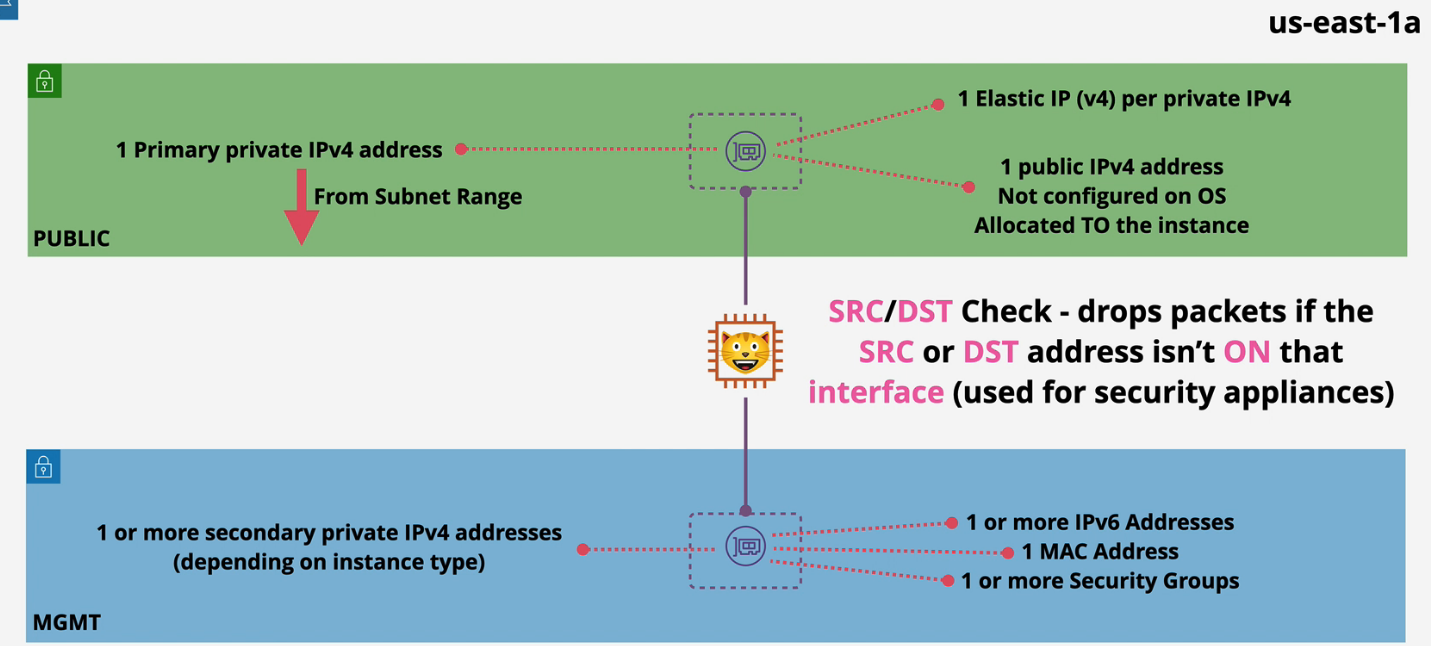 us-east-1a
1 Elastic IP (v4) per private IPv4
1 Primary private IPv4 address
From Subnet Range
1 public IPv4 address
Not configured on OS
Allocated TO the instance
PUBLIC
SRC/DST Check - drops packets if the
SRC or DST address isn’t ON that
interface (used for security appliances)
1 or more secondary private IPv4 addresses
(depending on instance type)
1 or more IPv6 Addresses
1 MAC Address
1 or more Security Groups
MGMT